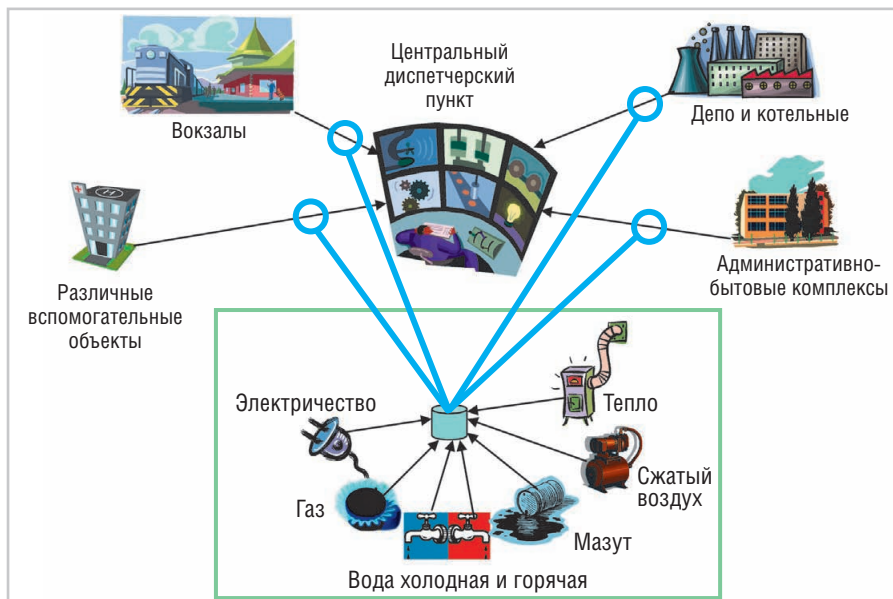 Центральный
диспетчерский
пункт
Вокзалы
Депо и котельные
Различные
вспомогательные
объекты
Административно-
бытовые комплексы
Электричество
Тепло
Газ
Сжатый
воздух
Мазут
Вода холодная и горячая